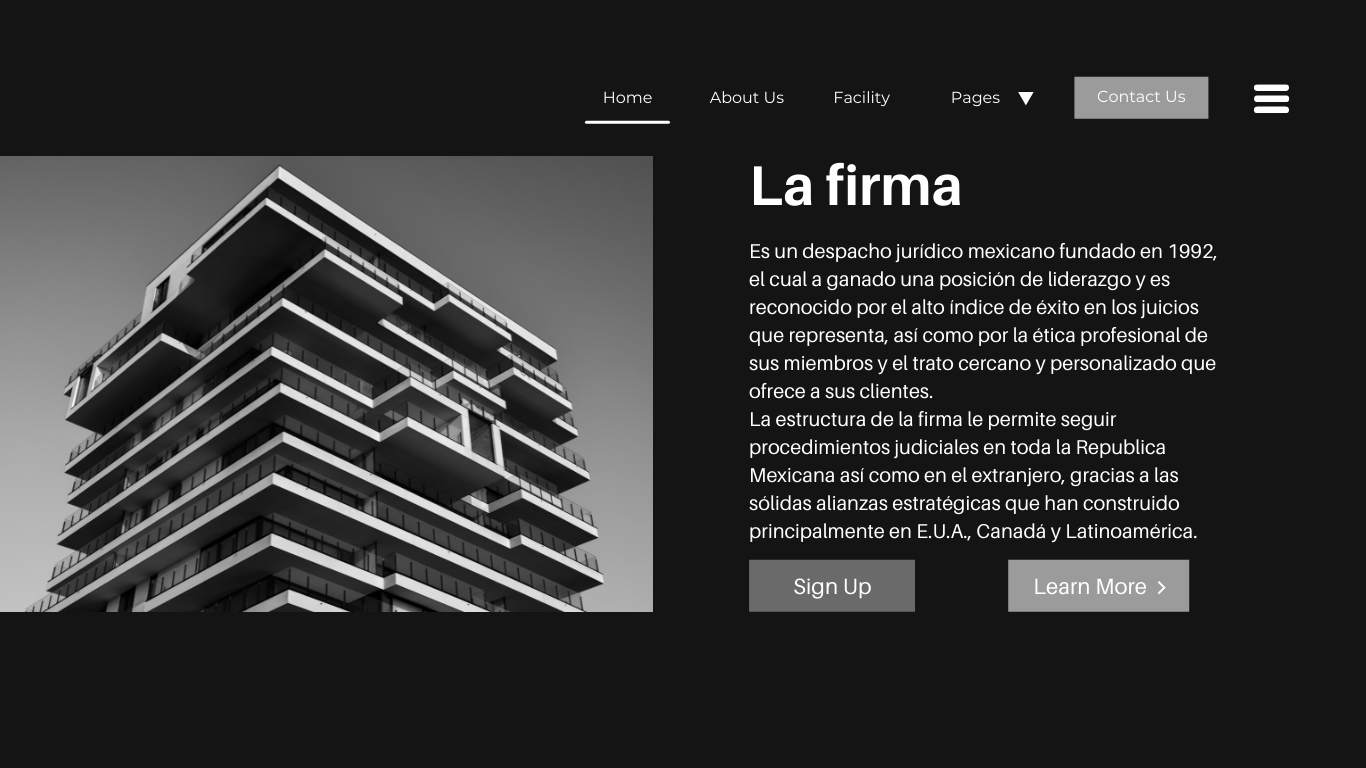 Home About Us Facility Pages Contact Us
La firma
Es un despacho jurídico mexicano fundado en 1992,
el cual a ganado una posición de liderazgo y es
reconocido por el alto índice de éxito en los juicios
que representa, así como por la ética profesional de
sus miembros y el trato cercano y personalizado que
ofrece a sus clientes.
La estructura de la firma le permite seguir
procedimientos judiciales en toda la Republica
Mexicana así como en el extranjero, gracias a las
sólidas alianzas estratégicas que han construido
principalmente en E.U.A., Canadá y Latinoamérica.
Sign Up Learn More